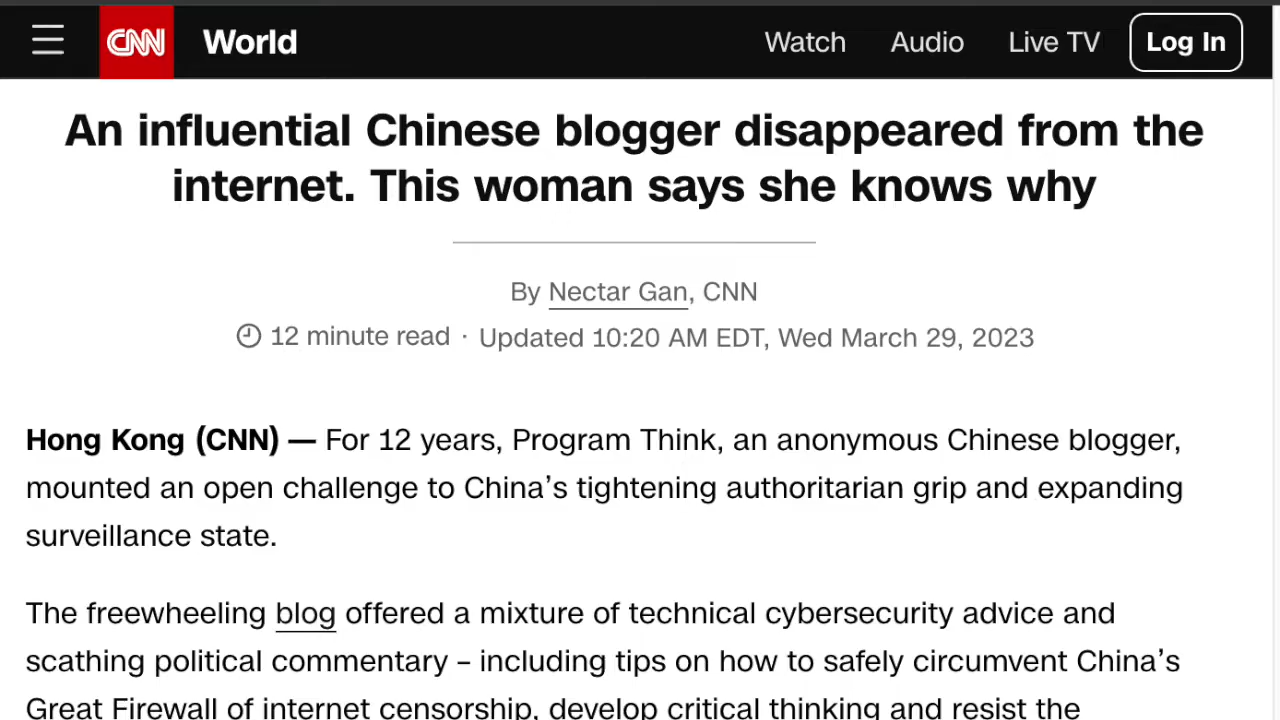 CNN World Watch Audio Live TV Log In
An influential Chinese blogger disappeared from the
internet. This woman says she knows why
By Nectar Gan, CNN
12 minute read · Updated 10:20 AM EDT, Wed March 29, 2023
Hong Kong (CNN) — For 12 years, Program Think, an anonymous Chinese blogger,
mounted an open challenge to China’s tightening authoritarian grip and expanding
surveillance state.
The freewheeling blog offered a mixture of technical cybersecurity advice and
scathing political commentary – including tips on how to safely circumvent China’s
Great Firewall of internet censorship, develop critical thinking and resist the